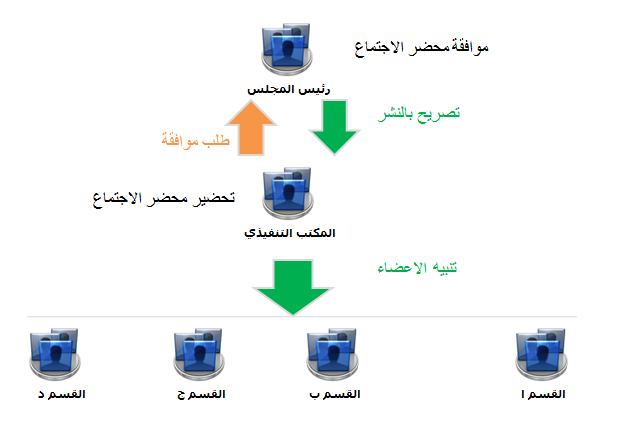 موافقة محضر الاجتماع
رئيس المجلس
تصريح بالنشر
طلب موافقة
تحضير محضر الاجتماع
المكتب التنفيذي
تنبيه الاعضاء
القسم ا
القسم ب
القسم ج
القسم د